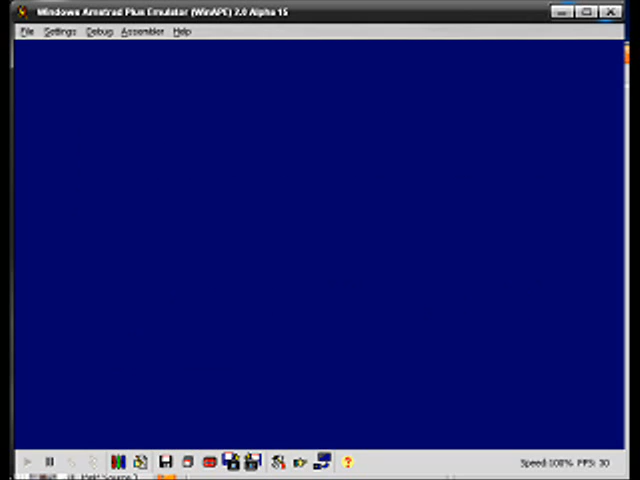 Windows Amstrad Plus Emulator (WinAPE) 2.0 Alpha 15
File Settings Debug Assembler Help
Speed:100% FPS: 30